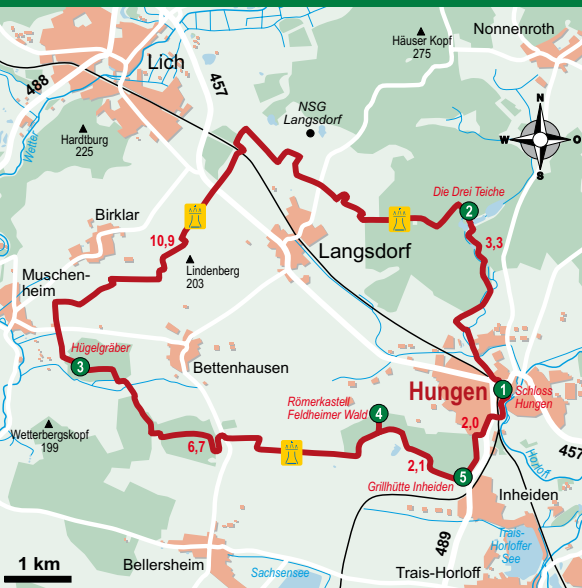 Nonnenroth
Häuser Kopf
275
Lich
488
457
NSG
Langsdorf
Hardtburg
225
Wetter
N
W
O
S
Die Drei Teiche
2
3,3
Birklar
10,9
Lindenberg
203
Langsdorf
Muschen-
heim
Hügelgräber
3
Bettenhausen
Hungen
1
Schloss
Hungen
Römerkastell
Feldheimer Wald
4
2,0
Wetterbergskopf
199
6,7
2,1
5
Grillhütte Inheiden
Horloff
457
Inheiden
489
Trais-
Horloffer
See
1 km
Bellersheim
Sachsensee
Trais-Horloff